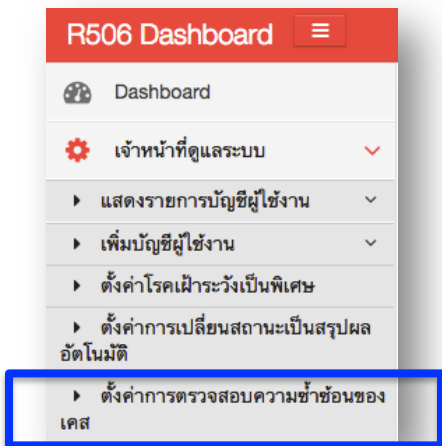 R506 Dashboard
Dashboard
เจ้าหน้าที่ดูแลระบบ
แสดงรายการบัญชีผู้ใช้งาน
เพิ่มบัญชีผู้ใช้งาน
ตั้งค่าโรคเฝ้าระวังเป็นพิเศษ
ตั้งค่าการเปลี่ยนสถานะเป็นสรุปผล
อัตโนมัติ
ตั้งค่าการตรวจสอบความซ้ำซ้อนของ
เคส